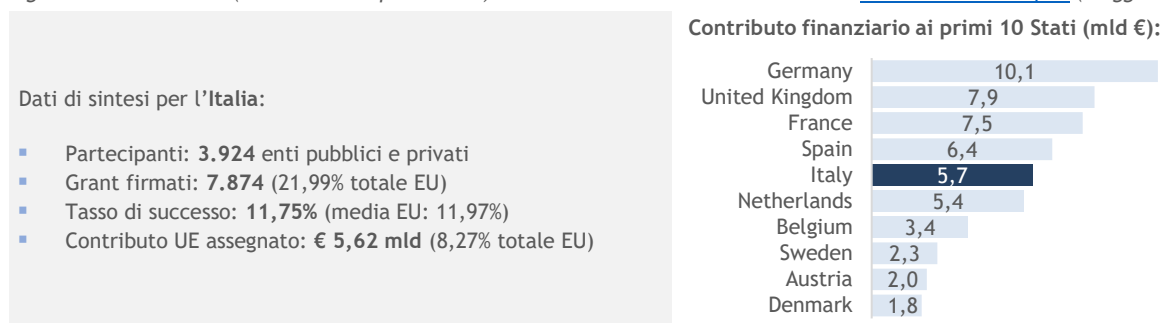 Contributo finanziario ai primi 10 Stati (mld €):
Dati di sintesi per l’Italia:
▪ Partecipanti: 3.924 enti pubblici e privati
▪ Grant firmati: 7.874 (21,99% totale EU)
▪ Tasso di successo: 11,75% (media EU: 11,97%)
▪ Contributo UE assegnato: € 5,62 mld (8,27% totale EU)
Germany 10,1
United Kingdom 7,9
France 7,5
Spain 6,4
Italy 5,7
Netherlands 5,4
Belgium 3,4
Sweden 2,3
Austria 2,0
Denmark 1,8